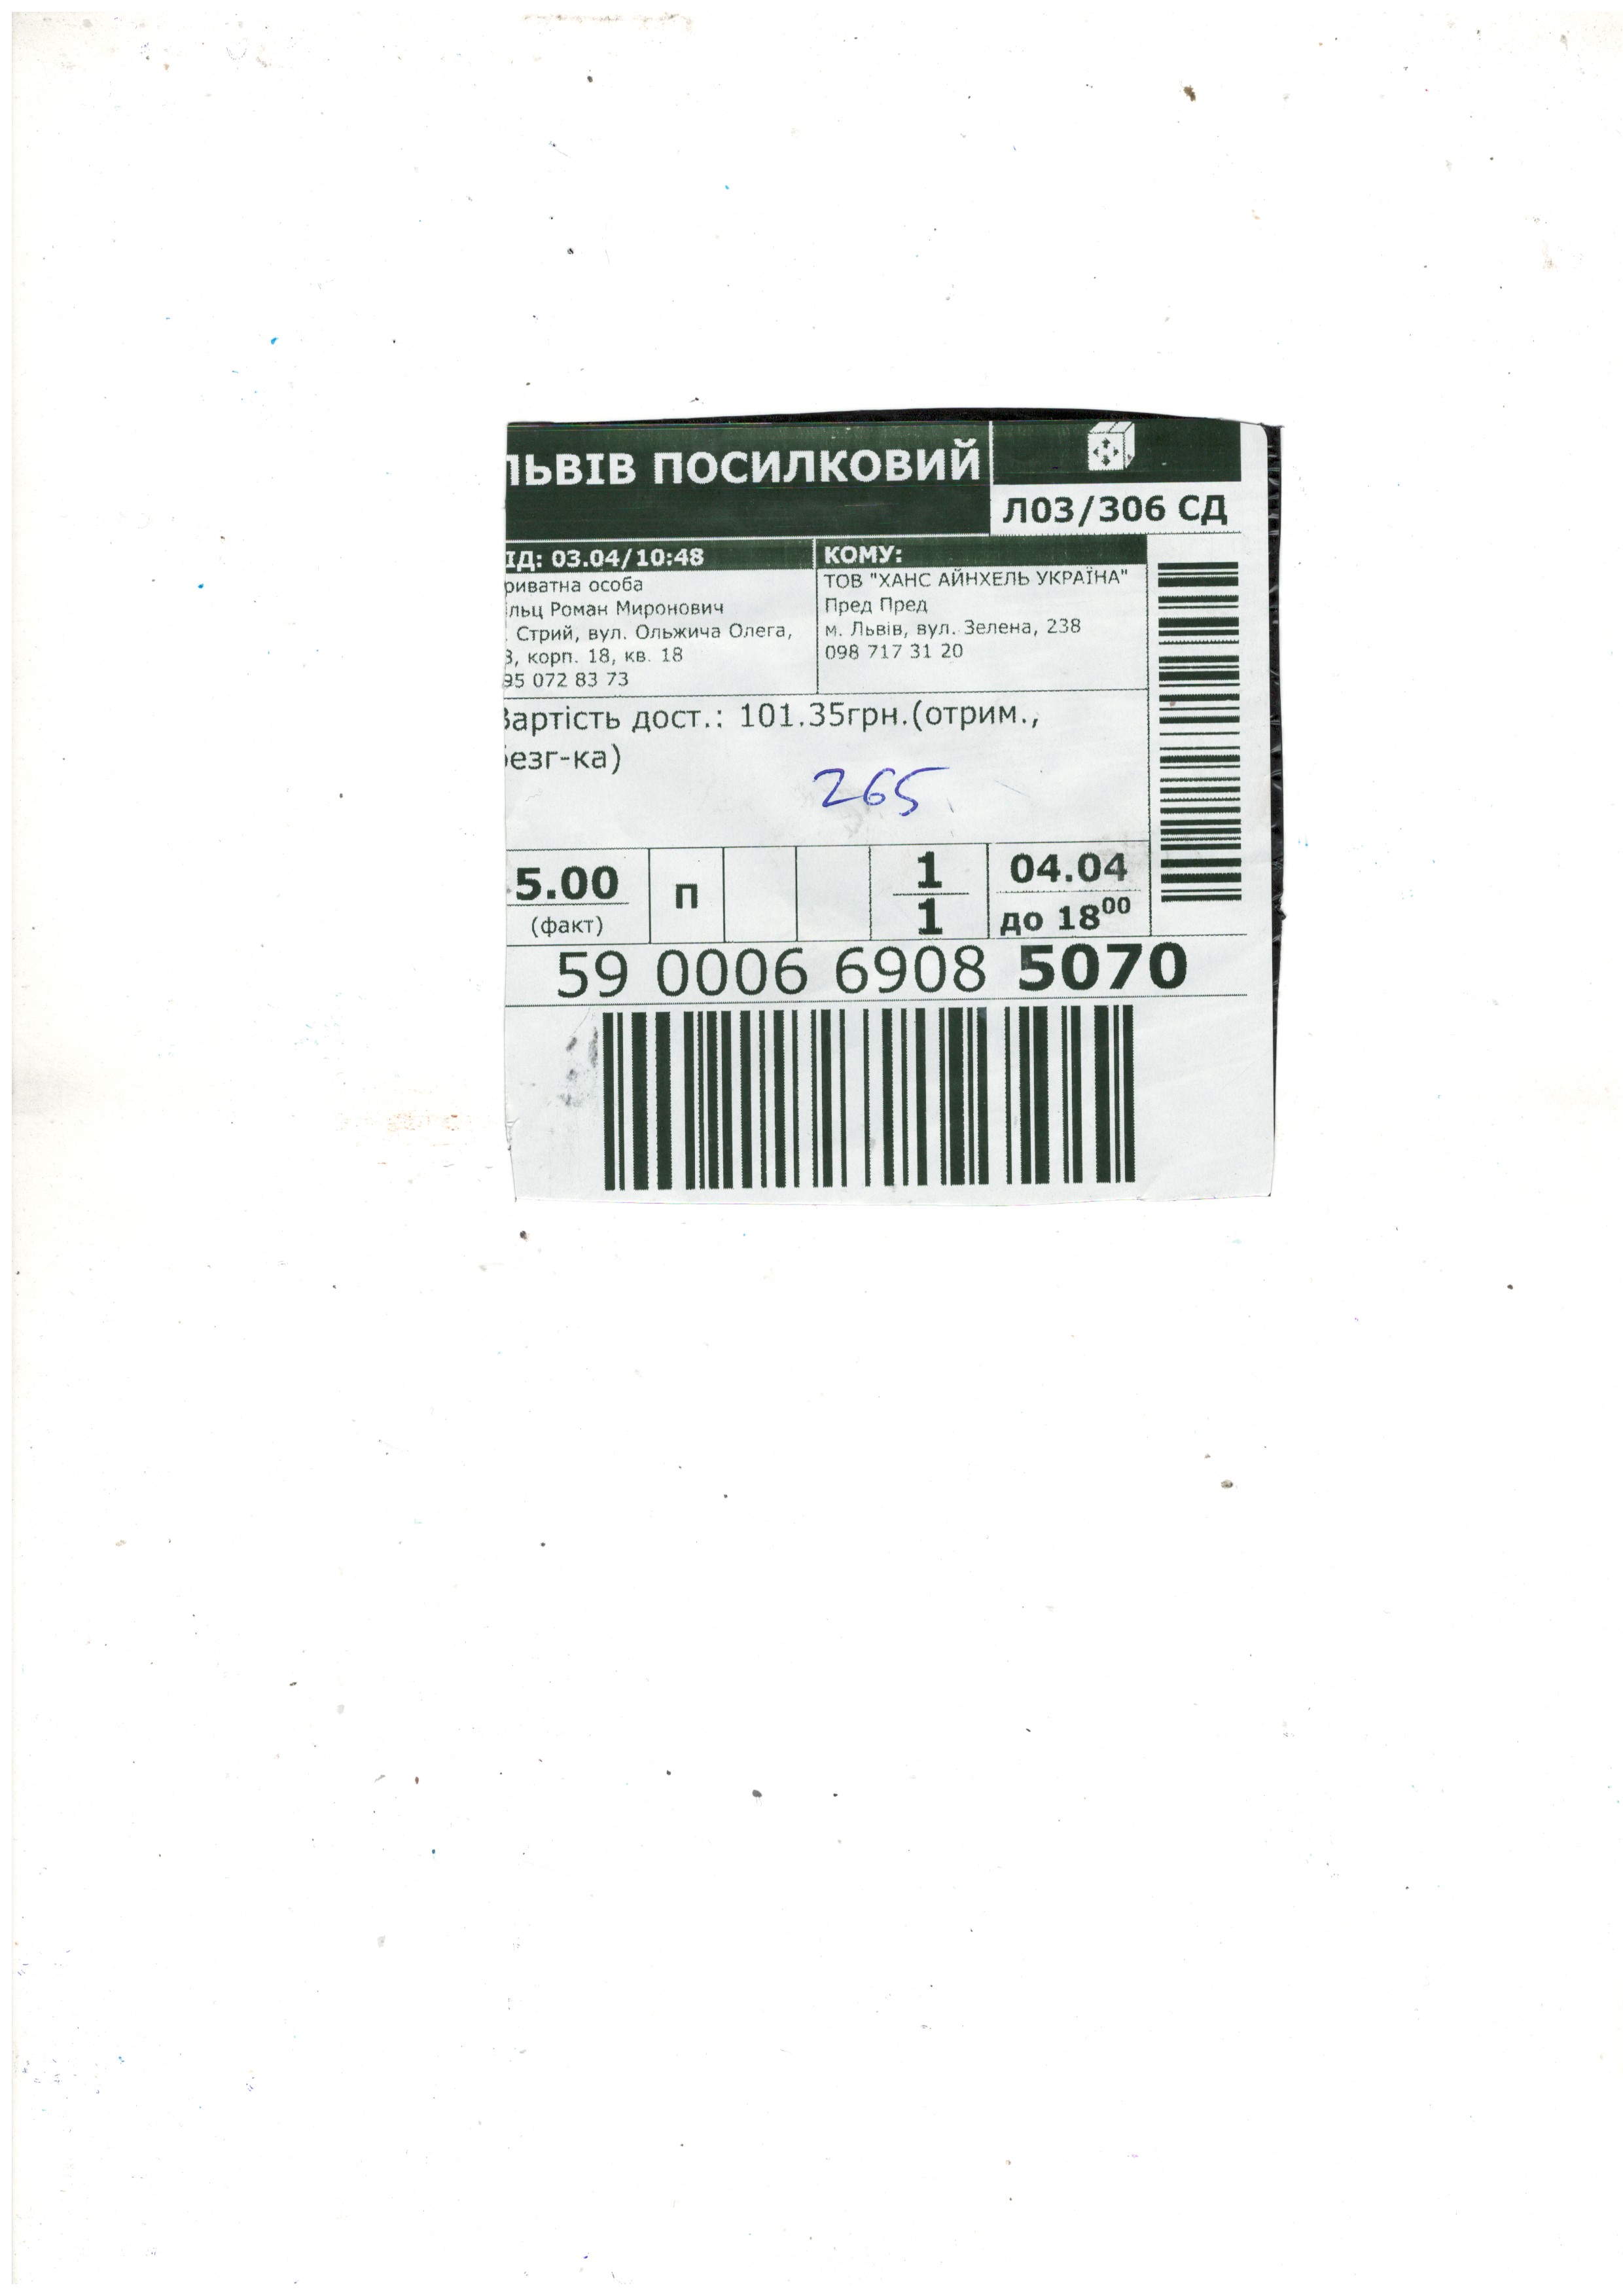 ЛЬВІВ ПОСИЛКОВИЙ
Л03/306 СД
ІД: 03.04/10:48
риватна особа
льц Роман Миронович
. Стрий, вул. Ольжича Олега,
3, корп. 18, кв. 18
95 072 83 73
КОМУ:
ТОВ "ХАНС АЙНХЕЛЬ УКРАЇНА"
Пред Пред
м. Львів, вул. Зелена, 238
098 717 31 20
Вартість дост.: 101.35грн.(отрим.,
езг-ка)
265
5.00
(факт)
П
1
1
04.04
до 18⁰⁰
59 0006 6908 5070